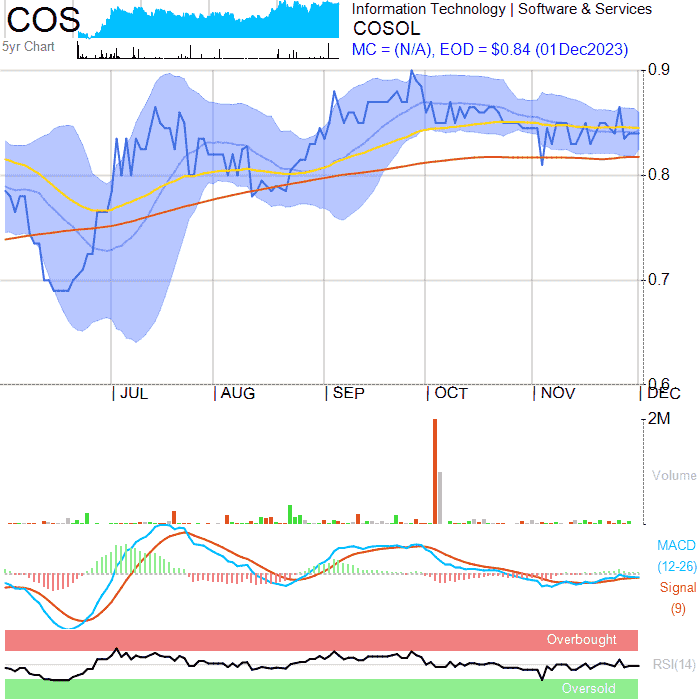 COS
Information Technology | Software & Services
COSOL
5yr Chart
MC = (N/A), EOD = $0.84 (01Dec2023)
0.9
0.8
0.7
0.6
JUL
AUG
SEP
OCT
NOV
DEC
2M
Volume
MACD
(12-26)
Signal
(9)
Overbought
RSI(14)
Oversold